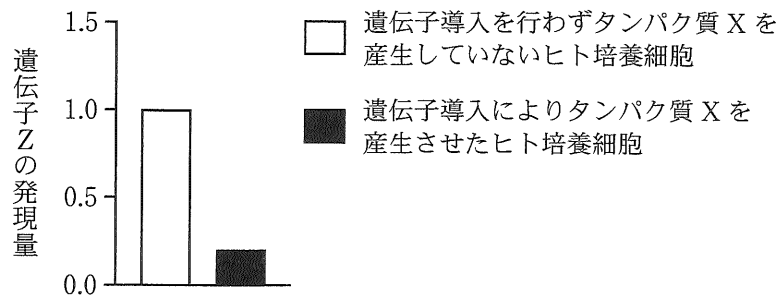 遺伝子Zの発現量
1.5
1.0
0.5
0.0
遺伝子導入を行わずタンパク質 X を
産生していないヒト培養細胞
遺伝子導入によりタンパク質 X を
産生させたヒト培養細胞